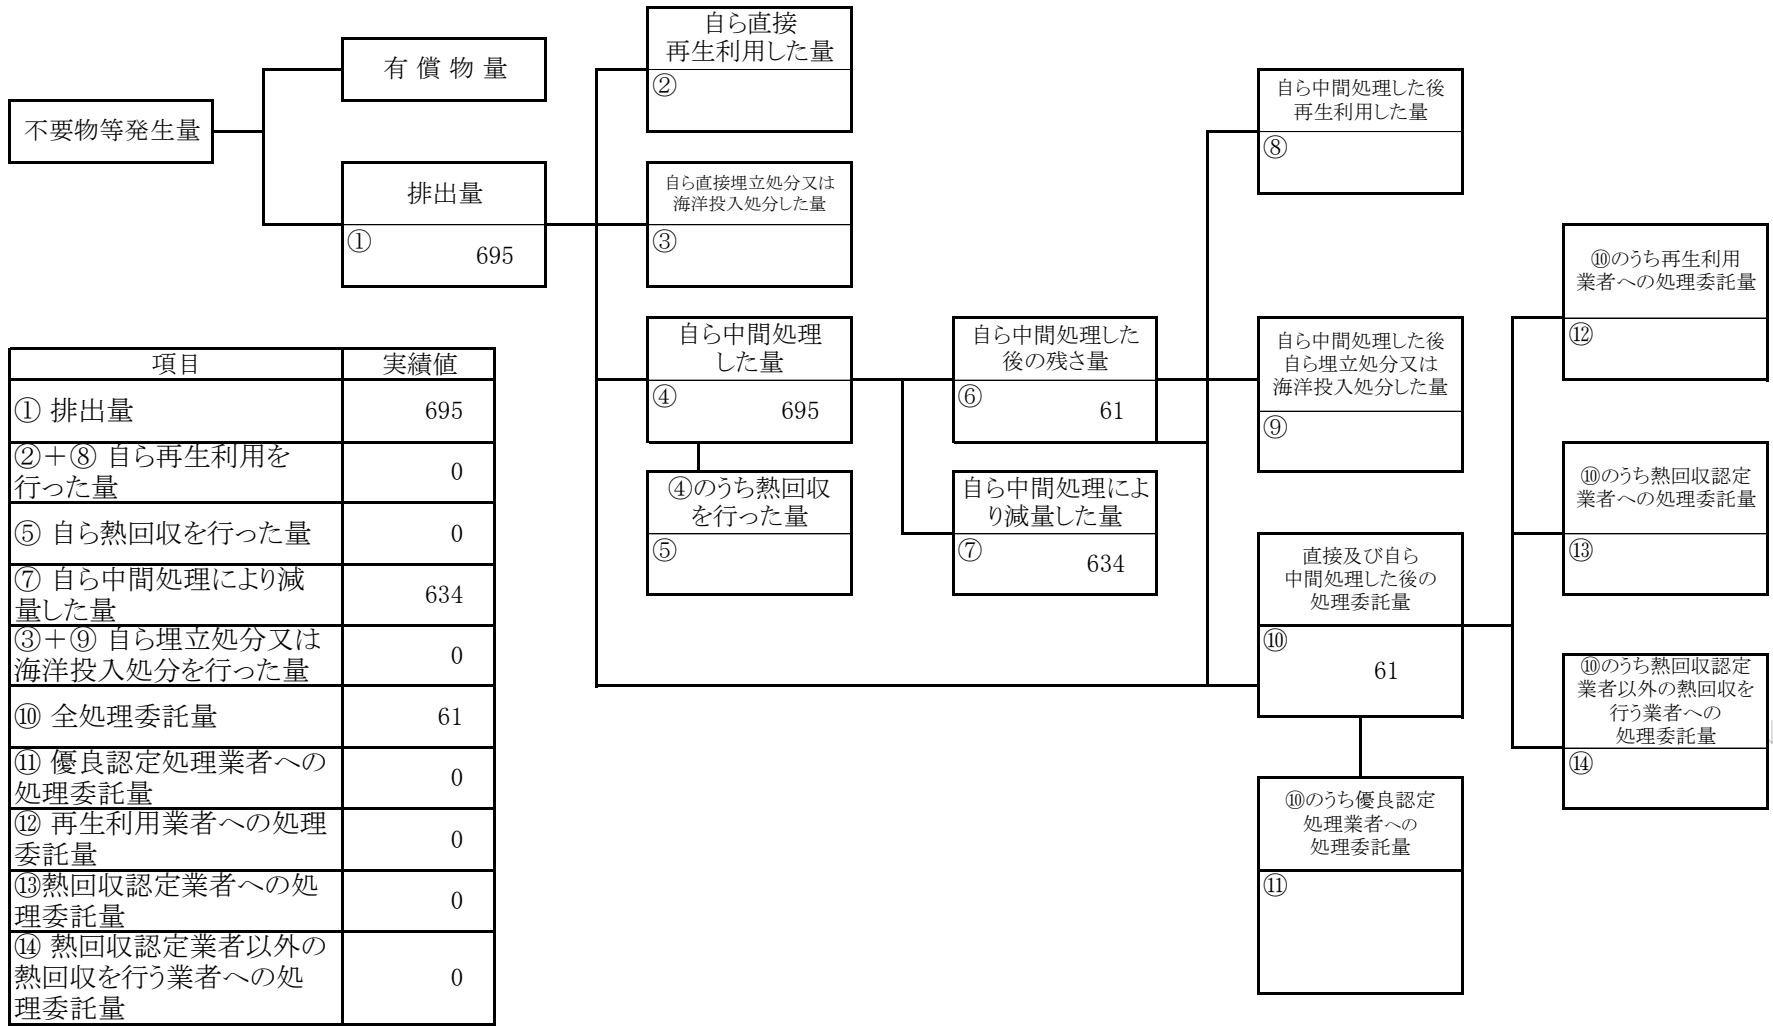 自ら直接
再生利用した量
②
有 償 物 量
不要物等発生量
自ら中間処理した後
再生利用した量
⑧
排出量
①
695
自ら直接埋立処分又は
海洋投入処分した量
③
⑩のうち再生利用
業者への処理委託量
⑫
自ら中間処理
した量
④
695
自ら中間処理した
後の残さ量
⑥
61
自ら中間処理した後
自ら埋立処分又は
海洋投入処分した量
⑨
④のうち熱回収
を行った量
⑤
自ら中間処理によ
り減量した量
⑦
634
⑩のうち熱回収認定
業者への処理委託量
⑬
直接及び自ら
中間処理した後の
処理委託量
⑩
61
⑩のうち熱回収認定
業者以外の熱回収を
行う業者への
処理委託量
⑭
⑩のうち優良認定
処理業者への
処理委託量
⑪
項目 実績値
① 排出量 695
②+⑧ 自ら再生利用を
行った量 0
⑤ 自ら熱回収を行った量 0
⑦ 自ら中間処理により減
量した量 634
③+⑨ 自ら埋立処分又は
海洋投入処分を行った量 0
⑩ 全処理委託量 61
⑪ 優良認定処理業者への
処理委託量 0
⑫ 再生利用業者への処理
委託量 0
⑬熱回収認定業者への処
理委託量 0
⑭ 熱回収認定業者以外の
熱回収を行う業者への処
理委託量 0